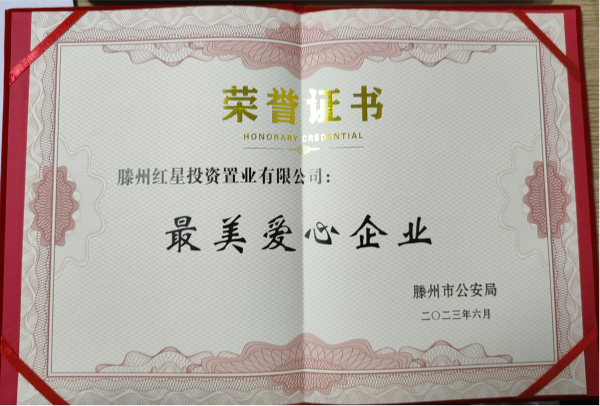 荣誉证书
HONORARY CREDENTIAL
滕州红星投资置业有限公司:
最美爱心企业
滕州市公安局
二〇二三年六月